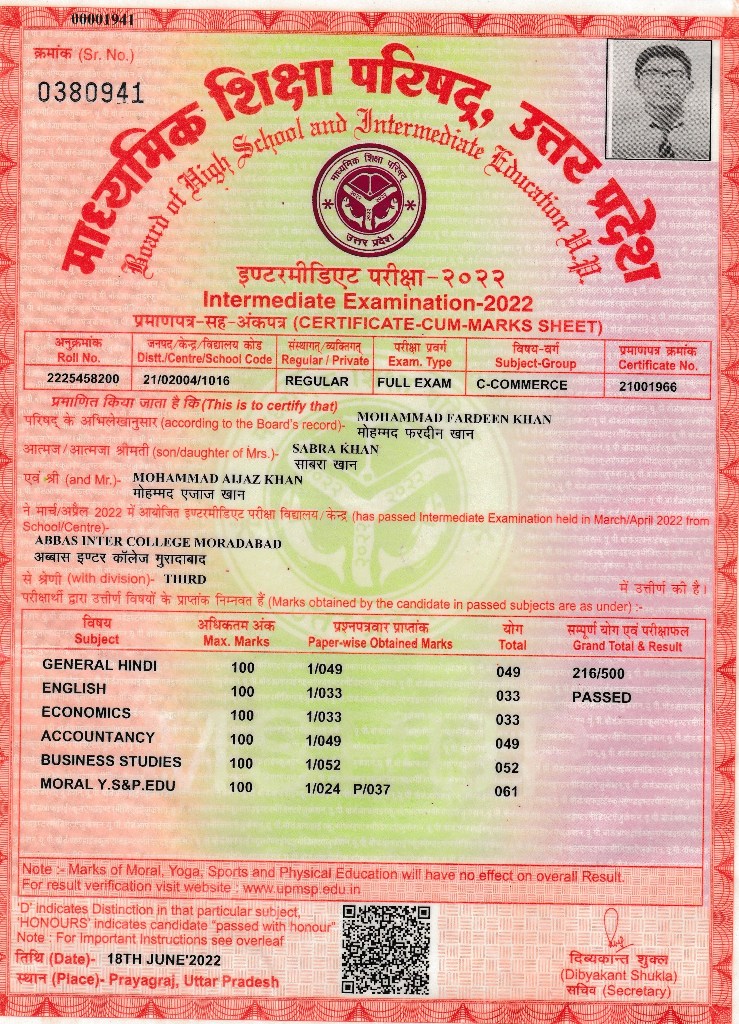 00001941
क्रमांक (Sr. No.)
0380941
माध्यमिक शिक्षा परिषद्, उत्तर प्रदेश
Board of High School and Intermediate Education U.P.
माध्यमिक शिक्षा परिषद्
उत्तर प्रदेश
इण्टरमीडिएट परीक्षा-२०२२
Intermediate Examination-2022
प्रमाणपत्र-सह-अंकपत्र (CERTIFICATE-CUM-MARKS SHEET)
अनुक्रमांक जनपद/केन्द्र/विद्यालय कोड संस्थागत्/व्यक्तिगत् परीक्षा प्रवर्ग विषय-वर्ग प्रमाणपत्र क्रमांक
Roll No. Distt./Centre/School Code Regular / Private Exam. Type Subject-Group Certificate No.
2225458200 21/02004/1016 REGULAR FULL EXAM C-COMMERCE 21001966
प्रमाणित किया जाता है कि (This is to certify that)
परिषद् के अभिलेखानुसार (according to the Board's record)- MOHAMMAD FARDEEN KHAN
मोहम्मद फरदीन खान
आत्मज/आत्मजा श्रीमती (son/daughter of Mrs.)- SABRA KHAN
साबरा खान
एवं श्री (and Mr.)- MOHAMMAD AIJAZ KHAN
मोहम्मद एजाज खान
ने मार्च/अप्रैल 2022 में आयोजित इण्टरमीडिएट परीक्षा विद्यालय/केन्द्र (has passed Intermediate Examination held in March/April 2022 from
School/Centre)-
ABBAS INTER COLLEGE MORADABAD
अब्बास इण्टर कॉलेज मुरादाबाद
से श्रेणी (with division)- THIRD में उत्तीर्ण की है।
परीक्षार्थी द्वारा उत्तीर्ण विषयों के प्राप्तांक निम्नवत हैं (Marks obtained by the candidate in passed subjects are as under) :-
विषय अधिकतम अंक प्रश्नपत्रवार प्राप्तांक योग सम्पूर्ण योग एवं परीक्षाफल
Subject Max. Marks Paper-wise Obtained Marks Total Grand Total & Result
GENERAL HINDI 100 1/049 049 216/500
ENGLISH 100 1/033 033 PASSED
ECONOMICS 100 1/033 033
ACCOUNTANCY 100 1/049 049
BUSINESS STUDIES 100 1/052 052
MORAL Y.S&P.EDU 100 1/024 P/037 061
Note :- Marks of Moral, Yoga, Sports and Physical Education will have no effect on overall Result.
For result verification visit website : www.upmsp.edu.in
'D' indicates Distinction in that particular subject,
'HONOURS' indicates candidate "passed with honour"
Note : For Important Instructions see overleaf
तिथि (Date)- 18TH JUNE'2022
स्थान (Place)- Prayagraj, Uttar Pradesh
दिब्यकान्त शुक्ल
(Dibyakant Shukla)
सचिव (Secretary)